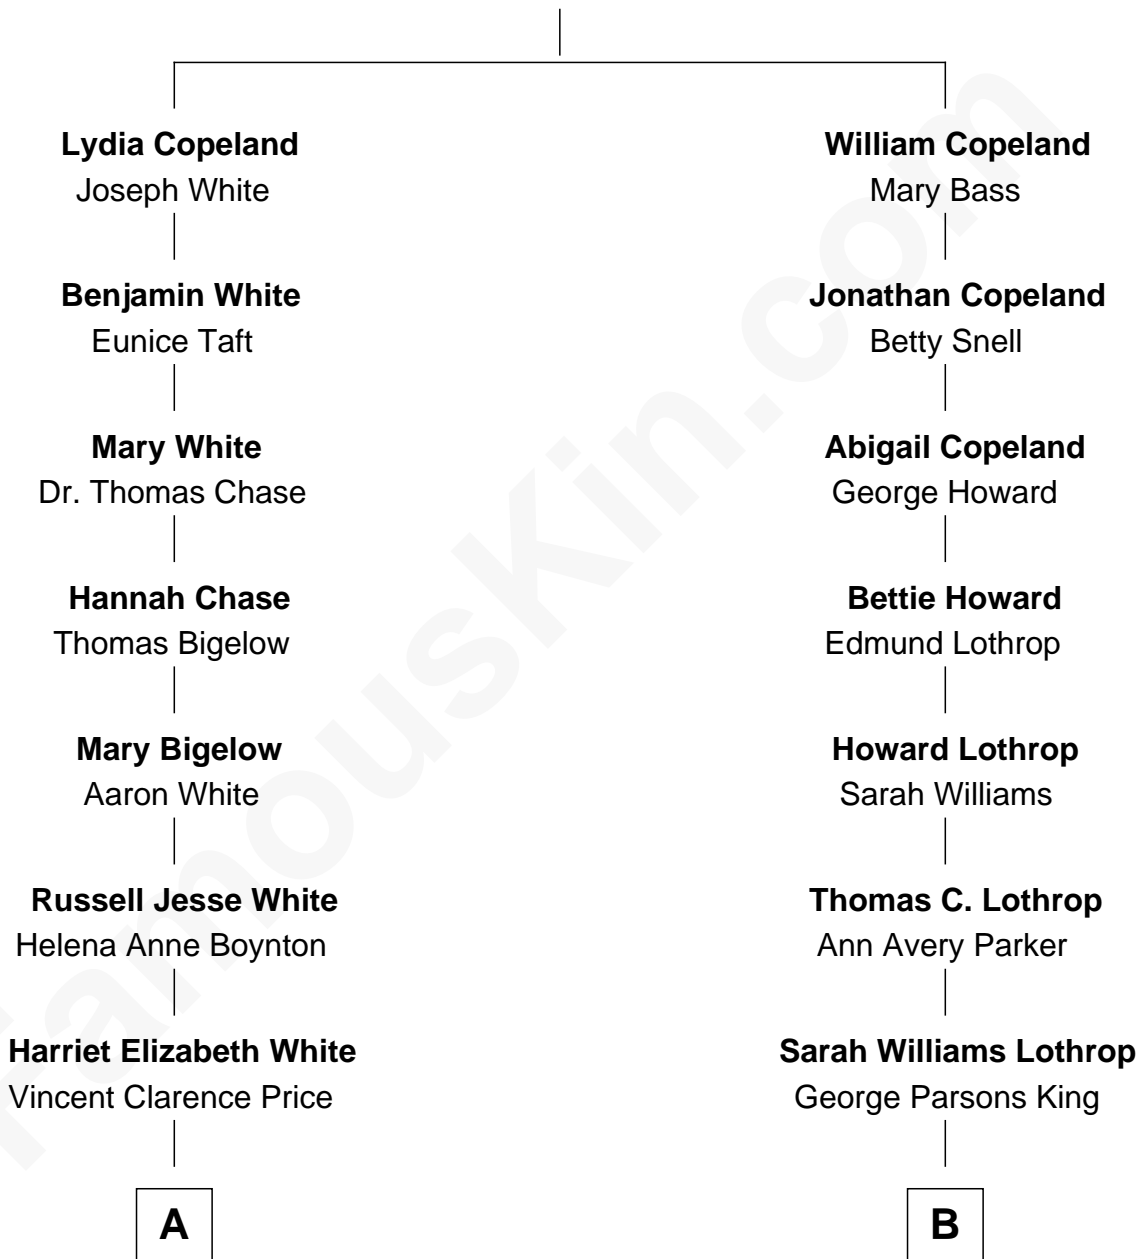 Lydia Copeland
Joseph White
Benjamin White
Eunice Taft
Mary White
Dr. Thomas Chase
Hannah Chase
Thomas Bigelow
Mary Bigelow
Aaron White
Russell Jesse White
Helena Anne Boynton
Harriet Elizabeth White
Vincent Clarence Price
A
William Copeland
Mary Bass
Jonathan Copeland
Betty Snell
Abigail Copeland
George Howard
Bettie Howard
Edmund Lothrop
Howard Lothrop
Sarah Williams
Thomas C. Lothrop
Ann Avery Parker
Sarah Williams Lothrop
George Parsons King
B
FamousKin.com